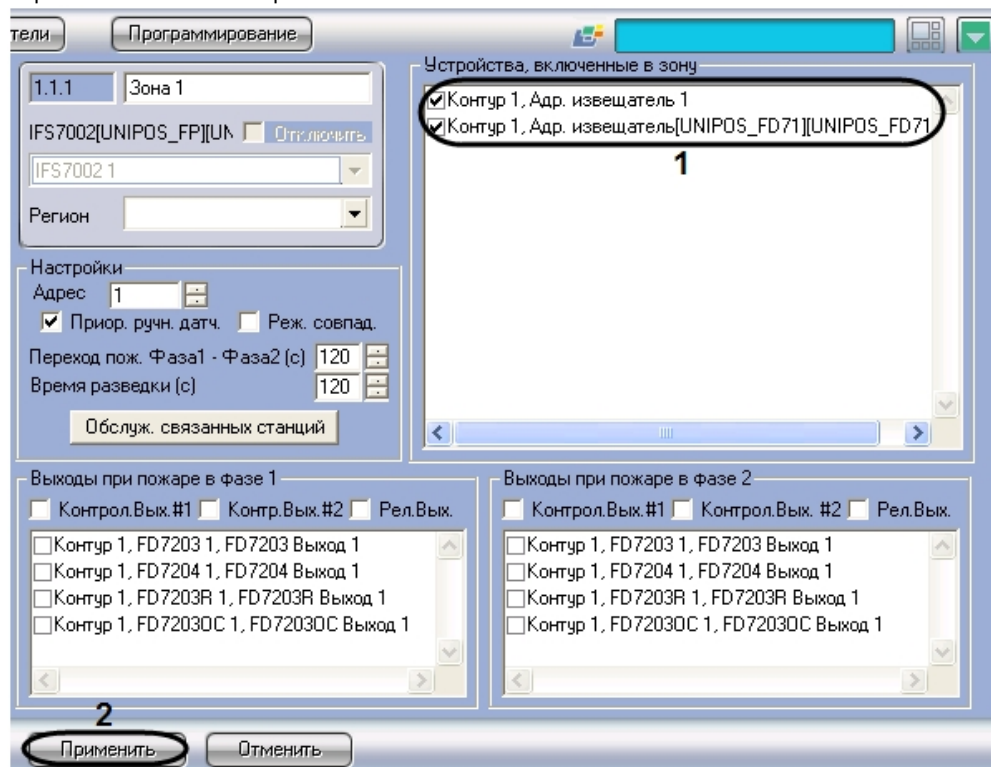 тели
Программирование
1.1.1
Зона 1
IFS7002[UNIPOS_FP][UN
Отключить
IFS7002 1
Регион
Устройства, включенные в зону
Контур 1, Адр. извещатель 1
Контур 1, Адр. извещатель[UNIPOS_FD71][UNIPOS_FD71
1
Настройки
Адрес 1
Приор. ручн. датч. Реж. совпад.
Переход пож. Фаза1 - Фаза2 (с) 120
Время разведки (с) 120
Обслуж. связанных станций
Выходы при пожаре в фазе 1
Контрол.Вых.#1 Контр.Вых.#2 Рел.Вых.
Контур 1, FD7203 1, FD7203 Выход 1
Контур 1, FD7204 1, FD7204 Выход 1
Контур 1, FD7203R 1, FD7203R Выход 1
Контур 1, FD7203OC 1, FD7203OC Выход 1
Выходы при пожаре в фазе 2
Контрол.Вых.#1 Контрол.Вых. #2 Рел.Вых.
Контур 1, FD7203 1, FD7203 Выход 1
Контур 1, FD7204 1, FD7204 Выход 1
Контур 1, FD7203R 1, FD7203R Выход 1
Контур 1, FD7203OC 1, FD7203OC Выход 1
2
Применить
Отменить